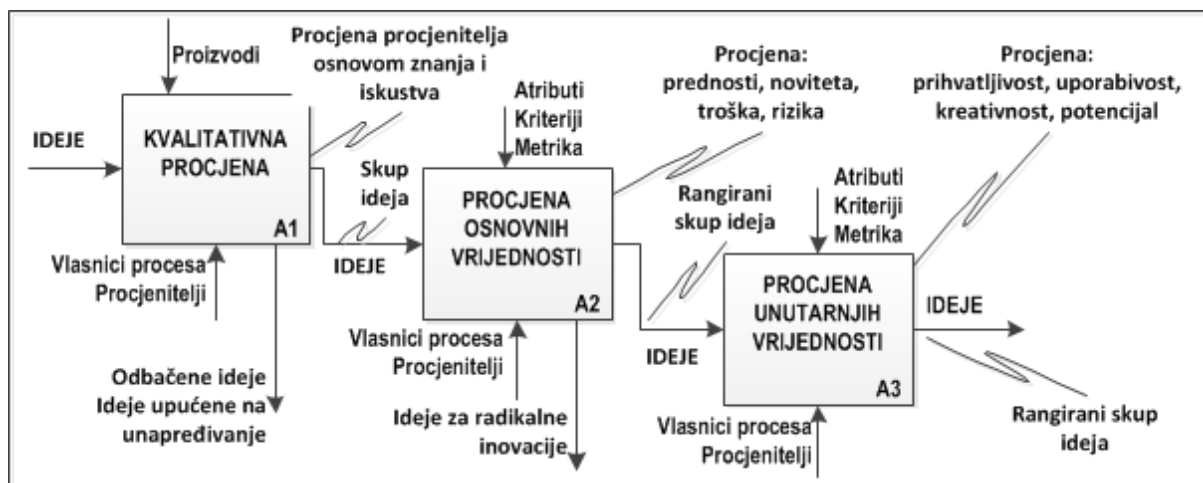 Proizvodi
Procjena procjenitelja
osnovom znanja i
iskustva
IDEJE
KVALITATIVNA
PROCJENA
A1
Vlasnici procesa
Procjenitelji
Odbačene ideje
Ideje upućene na
unapređivanje
Skup
ideja
IDEJE
Atributi
Kriteriji
Metrika
Procjena:
prednosti, noviteta,
troška, rizika
PROCJENA
OSNOVNIH
VRIJEDNOSTI
A2
Vlasnici procesa
Procjenitelji
Ideje za radikalne
inovacije
Rangirani
skup ideja
IDEJE
Atributi
Kriteriji
Metrika
Procjena:
prihvatljivost, uporabivost,
kreativnost, potencijal
PROCJENA
UNUTARNJIH
VRIJEDNOSTI
A3
Vlasnici procesa
Procjenitelji
IDEJE
Rangirani skup
ideja